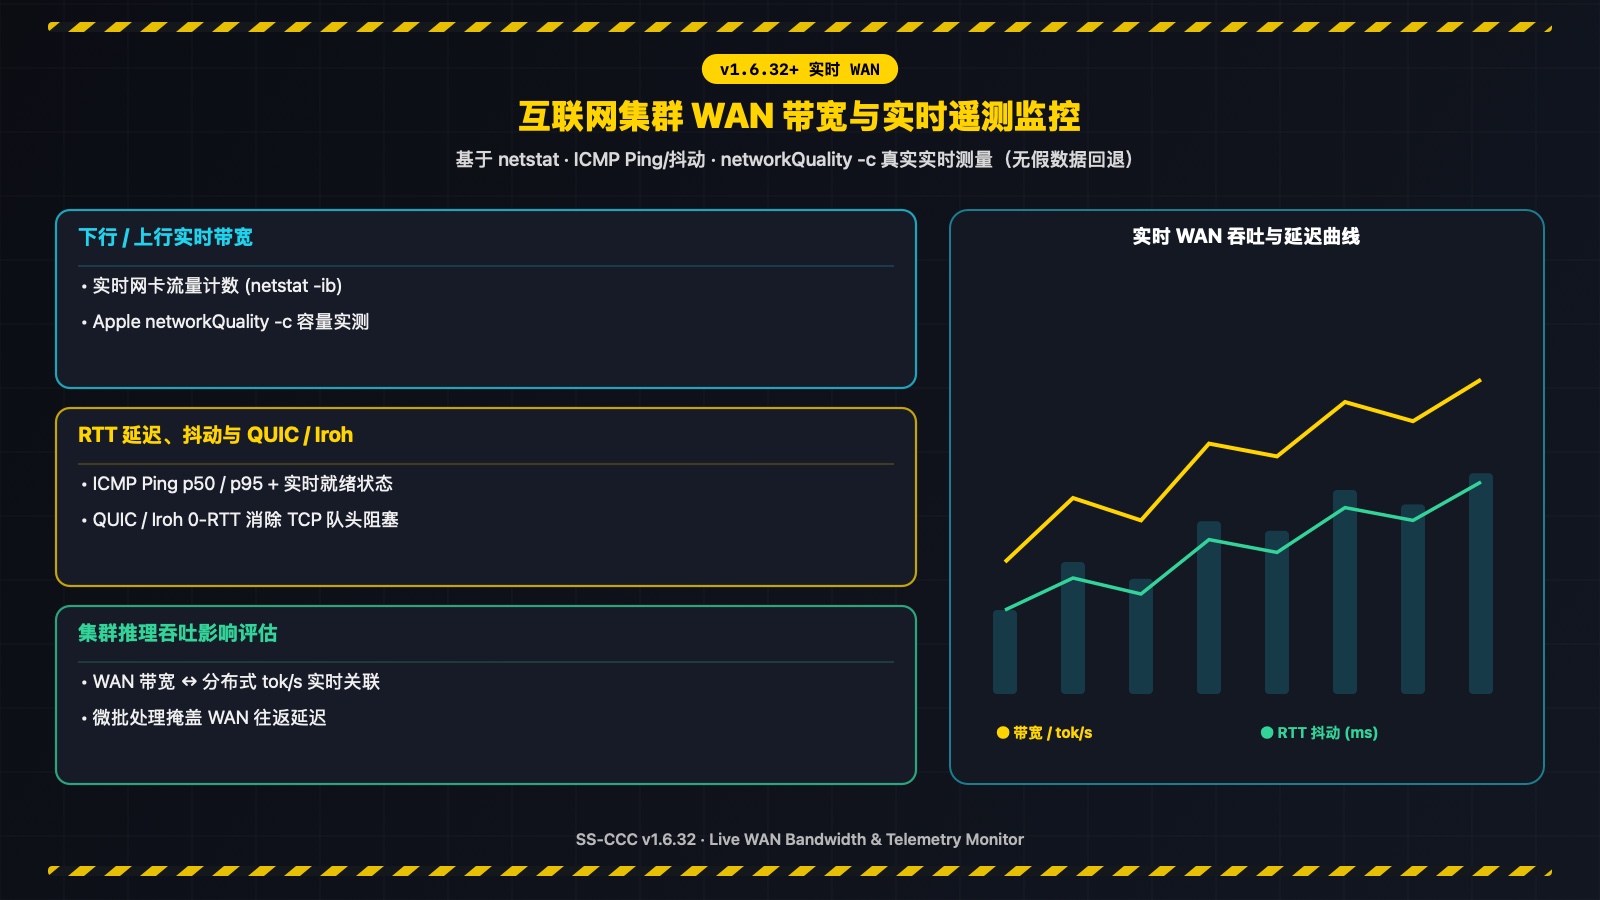 v1.6.32+ 实时 WAN
互联网集群 WAN 带宽与实时遥测监控
基于 netstat · ICMP Ping/抖动 · networkQuality -c 真实实时测量（无假数据回退）
下行 / 上行实时带宽
• 实时网卡流量计数 (netstat -ib)
• Apple networkQuality -c 容量实测
RTT 延迟、抖动与 QUIC / Iroh
• ICMP Ping p50 / p95 + 实时就绪状态
• QUIC / Iroh 0-RTT 消除 TCP 队头阻塞
集群推理吞吐影响评估
• WAN 带宽 ↔ 分布式 tok/s 实时关联
• 微批处理掩盖 WAN 往返延迟
实时 WAN 吞吐与延迟曲线
带宽 / tok/s
RTT 抖动 (ms)
SS-CCC v1.6.32 · Live WAN Bandwidth & Telemetry Monitor